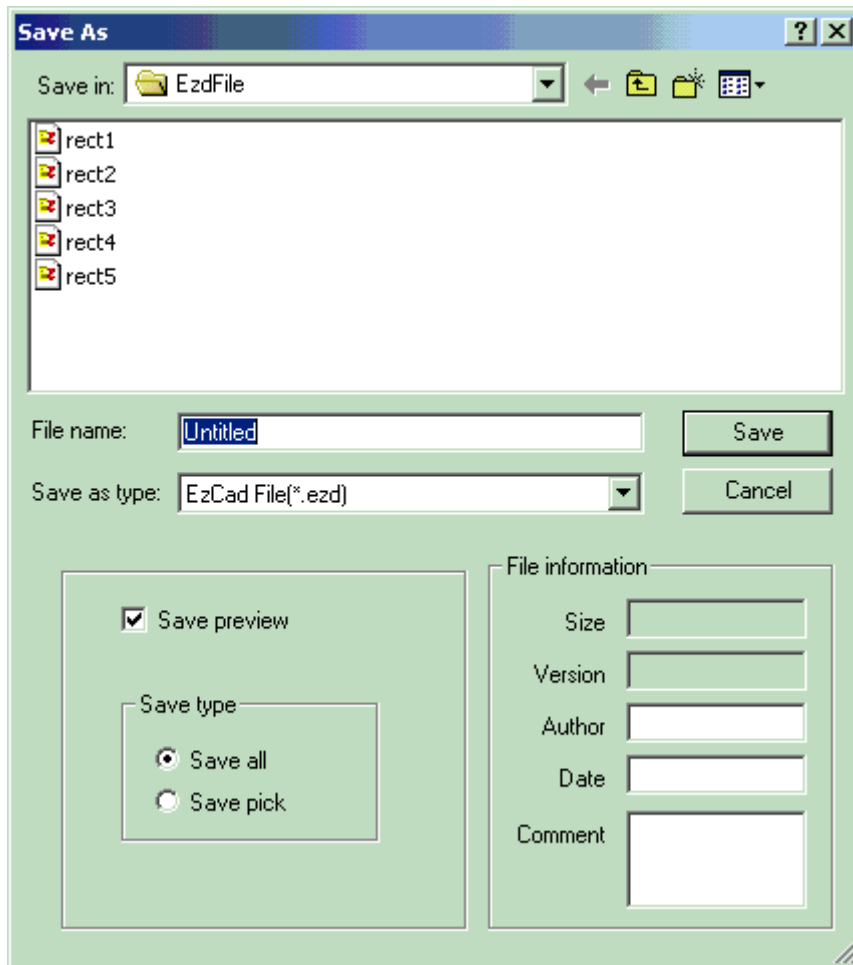 Save As
Save in: EzdFile
rect1
rect2
rect3
rect4
rect5
File name: Untitled Save
Save as type: EzCad File(*.ezd) Cancel
Save preview
Save type
Save all
Save pick
File information
Size
Version
Author
Date
Comment